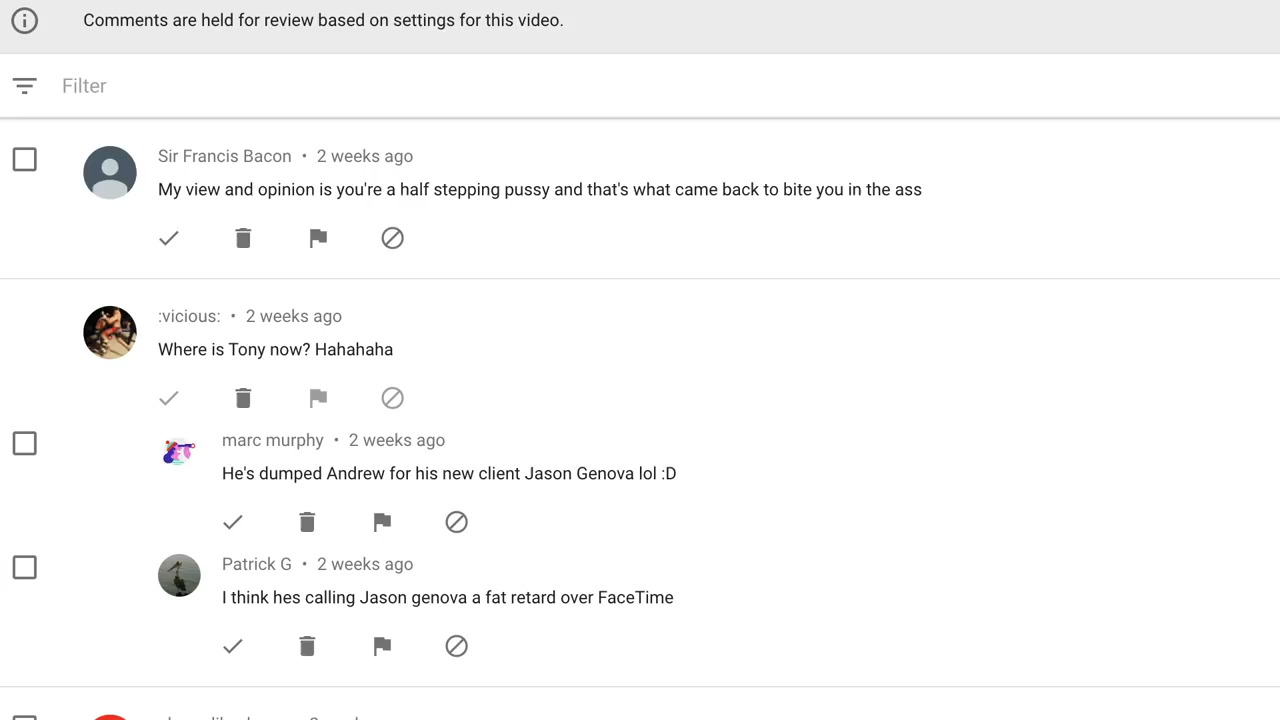 Comments are held for review based on settings for this video.
Filter
Sir Francis Bacon • 2 weeks ago
My view and opinion is you're a half stepping pussy and that's what came back to bite you in the ass
:vicious: • 2 weeks ago
Where is Tony now? Hahahaha
marc murphy • 2 weeks ago
He's dumped Andrew for his new client Jason Genova lol :D
Patrick G • 2 weeks ago
I think hes calling Jason genova a fat retard over FaceTime